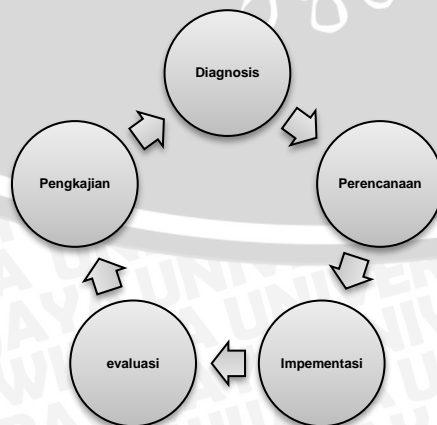 Diagnosis
Pengkajian
Perencanaan
evaluasi
Impementasi